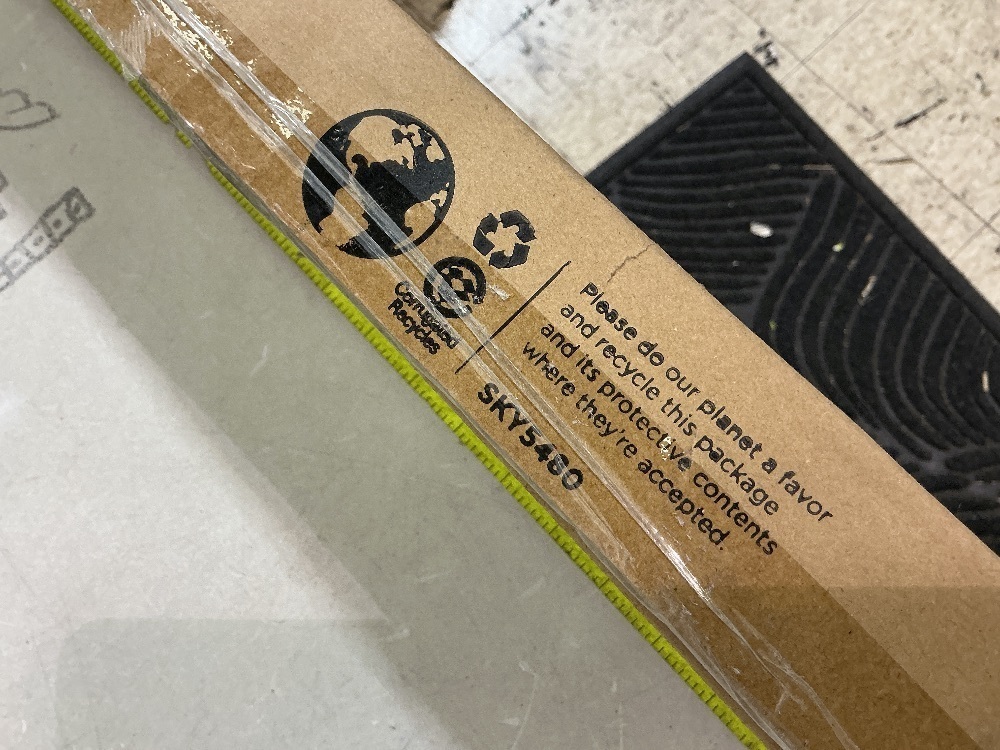 Corrugated
Recycles
Please do our planet a favor
and recycle this package
and its protective contents
where they're accepted.
SKY5480